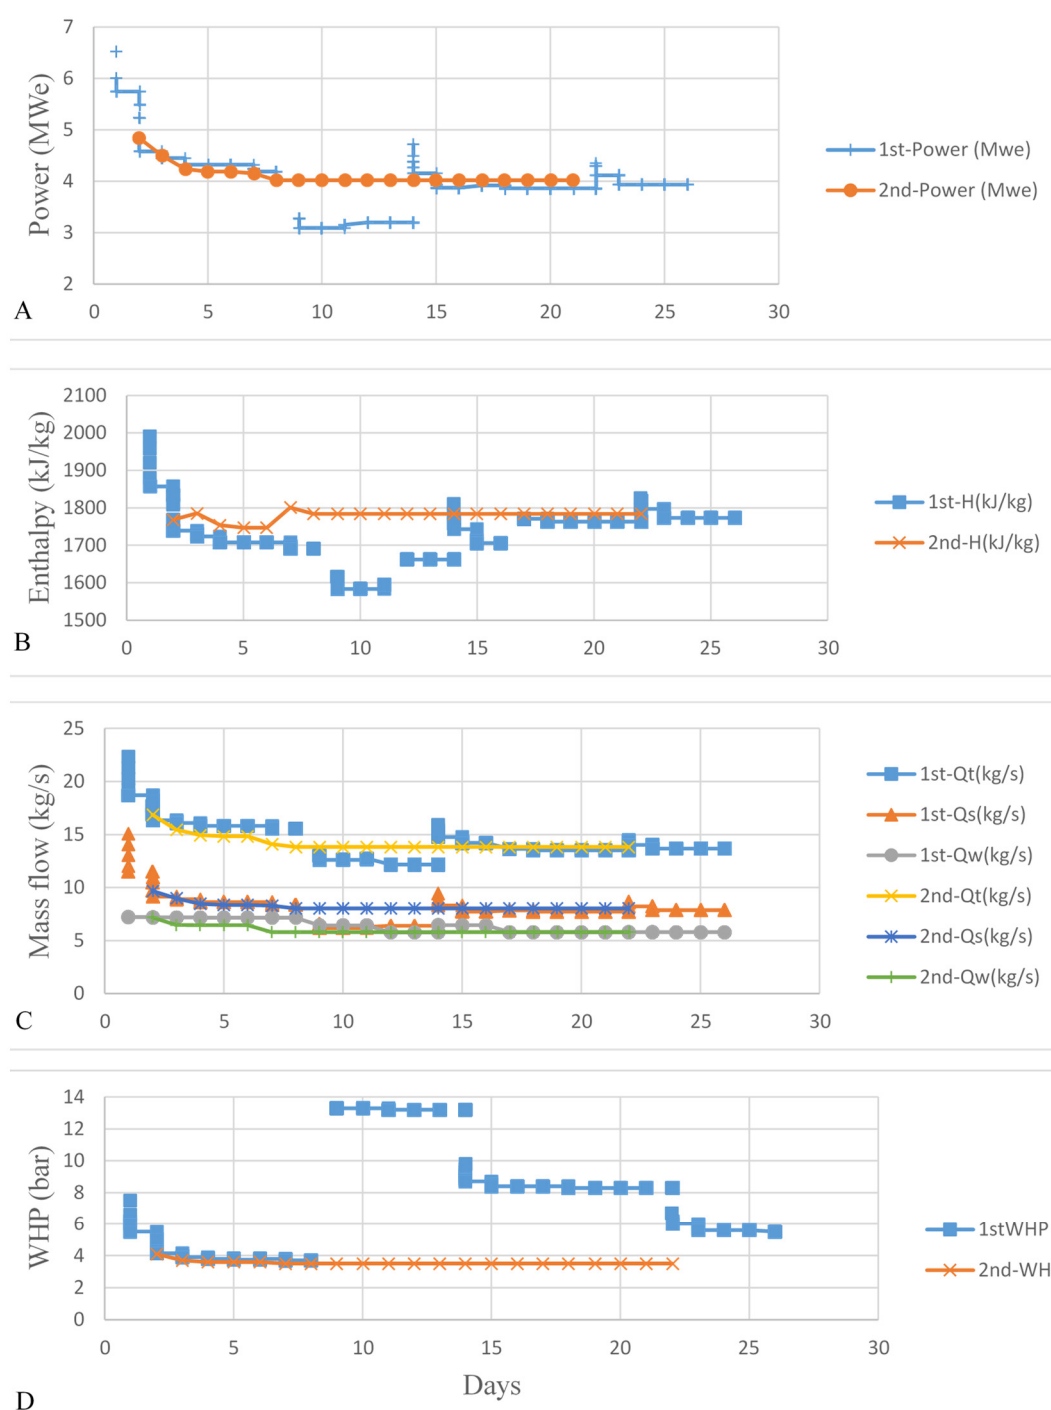 7
6
5
4
3
2
Power (MWe)
0 5 10 15 20 25 30
1st-Power (Mwe)
2nd-Power (Mwe)
A
2100
2000
1900
1800
1700
1600
1500
Enthalpy (kJ/kg)
0 5 10 15 20 25 30
1st-H(kJ/kg)
2nd-H(kJ/kg)
B
25
20
15
10
5
0
Mass flow (kg/s)
0 5 10 15 20 25 30
1st-Qt(kg/s)
1st-Qs(kg/s)
1st-Qw(kg/s)
2nd-Qt(kg/s)
2nd-Qs(kg/s)
2nd-Qw(kg/s)
C
14
12
10
8
6
4
2
0
WHP (bar)
0 5 10 15 20 25 30
1stWHP
2nd-WH
Days
D